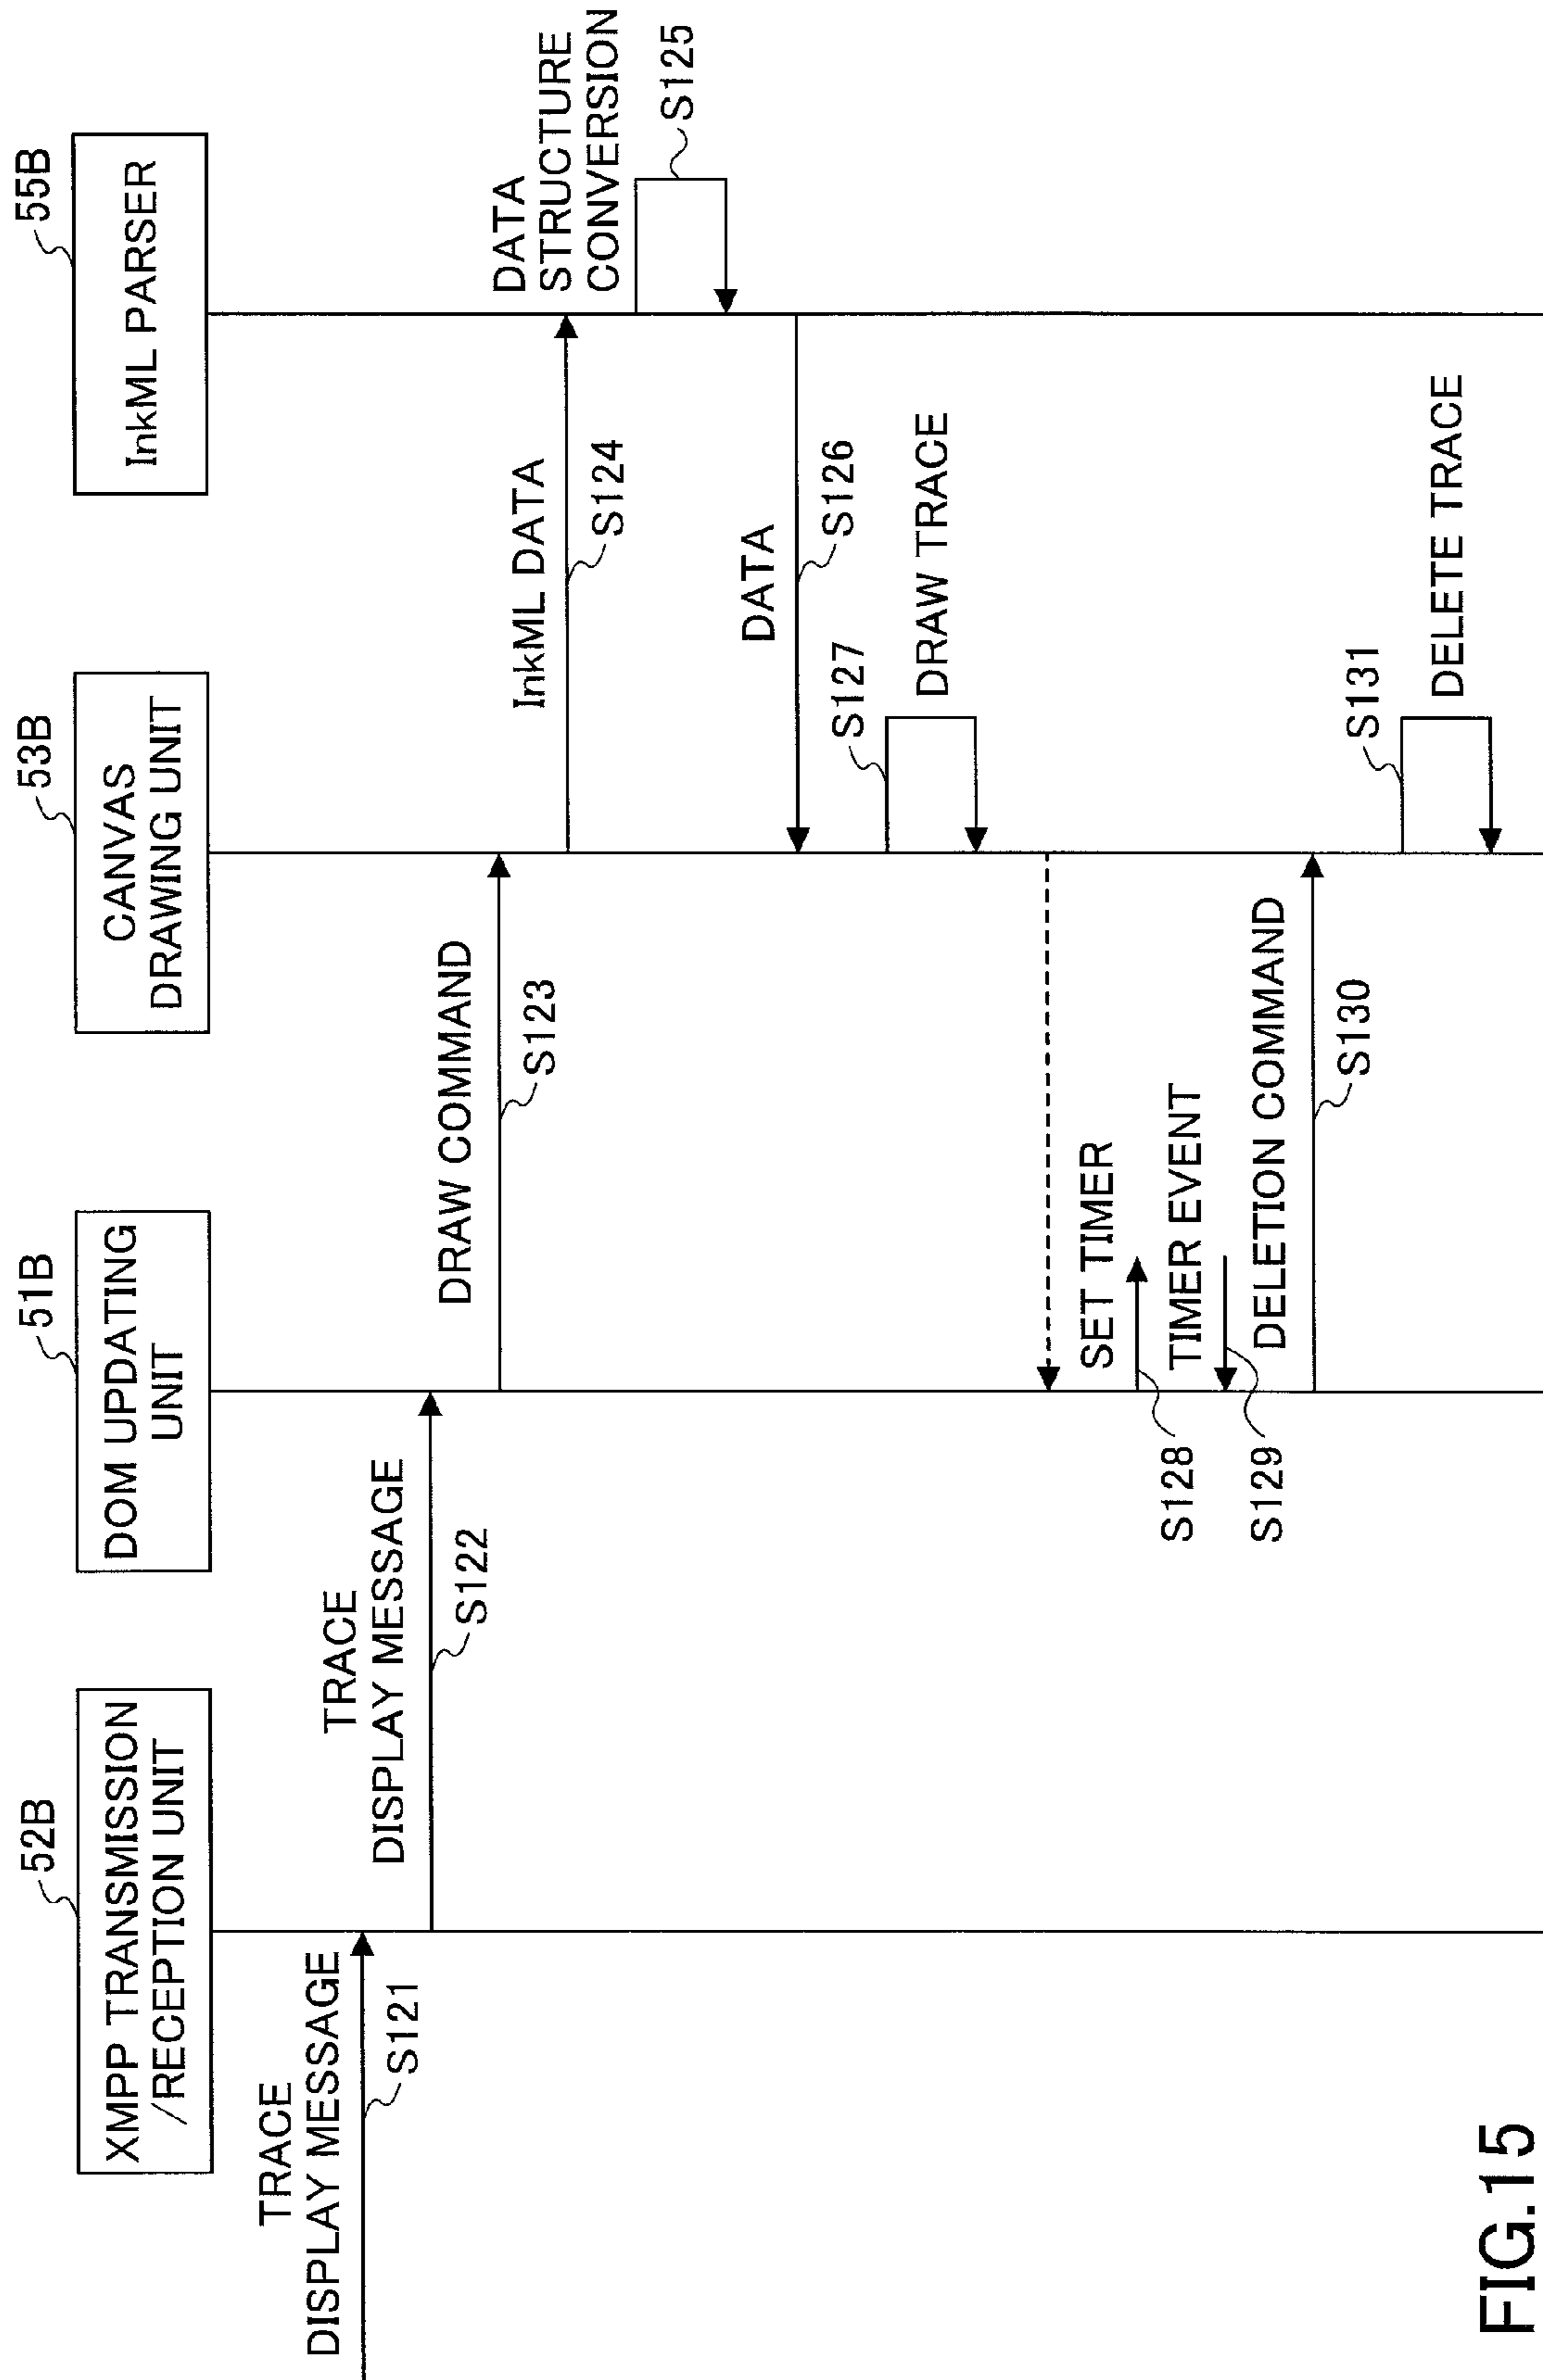 52B
XMPP TRANSMISSION
/RECEPTION UNIT
51B
DOM UPDATING
UNIT
53B
CANVAS
DRAWING UNIT
55B
InkML PARSER
TRACE
DISPLAY MESSAGE
S121
TRACE
DISPLAY MESSAGE
S122
DRAW COMMAND
S123
InkML DATA
S124
DATA
STRUCTURE
CONVERSION
S125
DATA
S126
S127
DRAW TRACE
SET TIMER
S128
TIMER EVENT
S129
DELETION COMMAND
S130
S131
DELETE TRACE
FIG.15